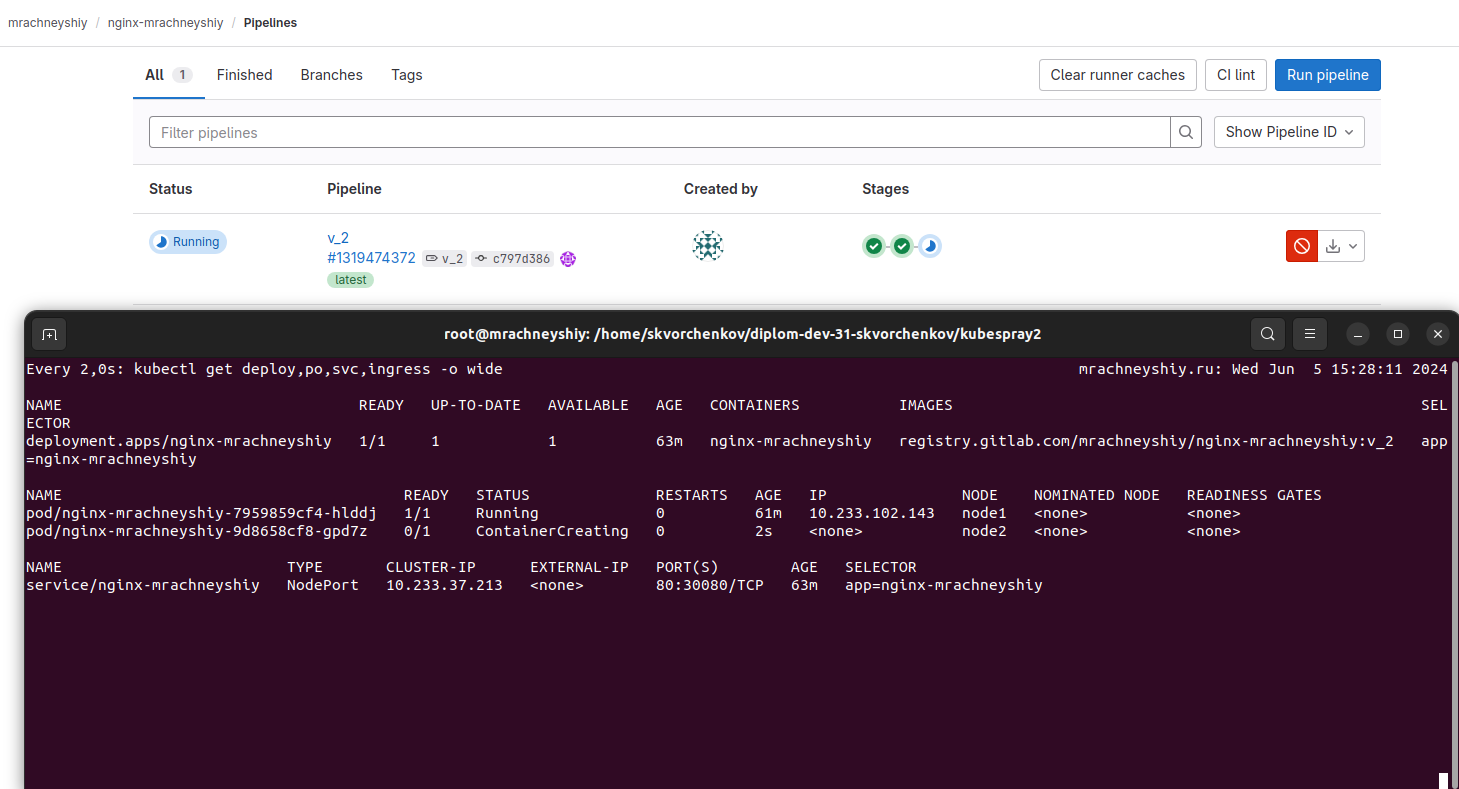 mrachneyshiy / nginx-mrachneyshiy / Pipelines
All 1 Finished Branches Tags Clear runner caches CI lint Run pipeline
Filter pipelines Show Pipeline ID
Status Pipeline Created by Stages
Running v_2
#1319474372 v_2 c797d386
latest
root@mrachneyshiy: /home/skvorchenkov/diplom-dev-31-skvorchenkov/kubespray2
Every 2,0s: kubectl get deploy,po,svc,ingress -o wide mrachneyshiy.ru: Wed Jun  5 15:28:11 2024
NAME READY UP-TO-DATE AVAILABLE AGE CONTAINERS IMAGES SEL
ECTOR
deployment.apps/nginx-mrachneyshiy 1/1 1 1 63m nginx-mrachneyshiy registry.gitlab.com/mrachneyshiy/nginx-mrachneyshiy:v_2 app
=nginx-mrachneyshiy
NAME READY STATUS RESTARTS AGE IP NODE NOMINATED NODE READINESS GATES
pod/nginx-mrachneyshiy-7959859cf4-hlddj 1/1 Running 0 61m 10.233.102.143 node1 <none> <none>
pod/nginx-mrachneyshiy-9d8658cf8-gpd7z 0/1 ContainerCreating 0 2s <none> node2 <none> <none>
NAME TYPE CLUSTER-IP EXTERNAL-IP PORT(S) AGE SELECTOR
service/nginx-mrachneyshiy NodePort 10.233.37.213 <none> 80:30080/TCP 63m app=nginx-mrachneyshiy